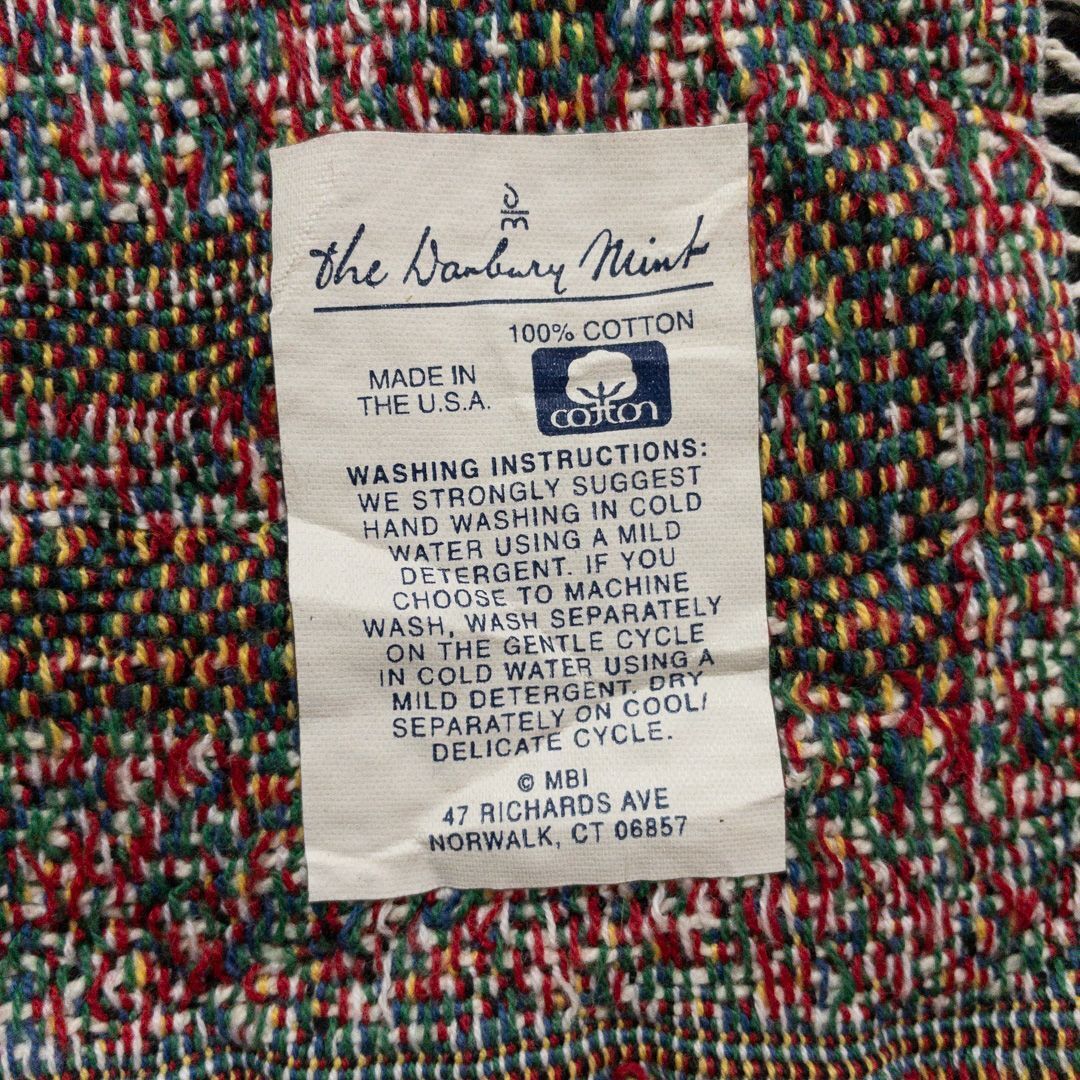 d
m
the Danbury Mint
100% COTTON
MADE IN
THE U.S.A.
cotton
WASHING INSTRUCTIONS:
WE STRONGLY SUGGEST
HAND WASHING IN COLD
WATER USING A MILD
DETERGENT. IF YOU
CHOOSE TO MACHINE
WASH, WASH SEPARATELY
ON THE GENTLE CYCLE
IN COLD WATER USING A
MILD DETERGENT. DRY
SEPARATELY ON COOL/
DELICATE CYCLE.
© MBI
47 RICHARDS AVE
NORWALK, CT 06857